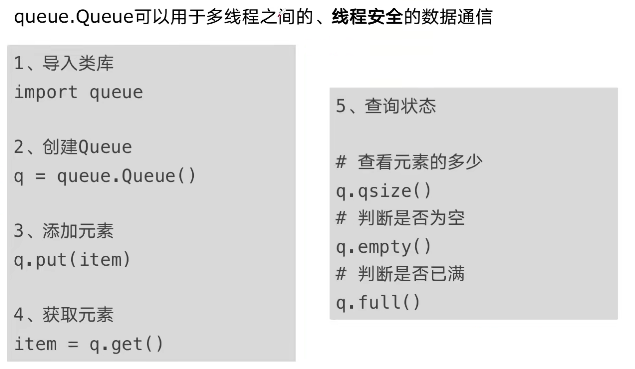 queue.Queue可以用于多线程之间的、线程安全的数据通信
1、导入类库
import queue
2、创建Queue
q = queue.Queue()
3、添加元素
q.put(item)
4、获取元素
item = q.get()
5、查询状态
# 查看元素的多少
q.qsize()
# 判断是否为空
q.empty()
# 判断是否已满
q.full()